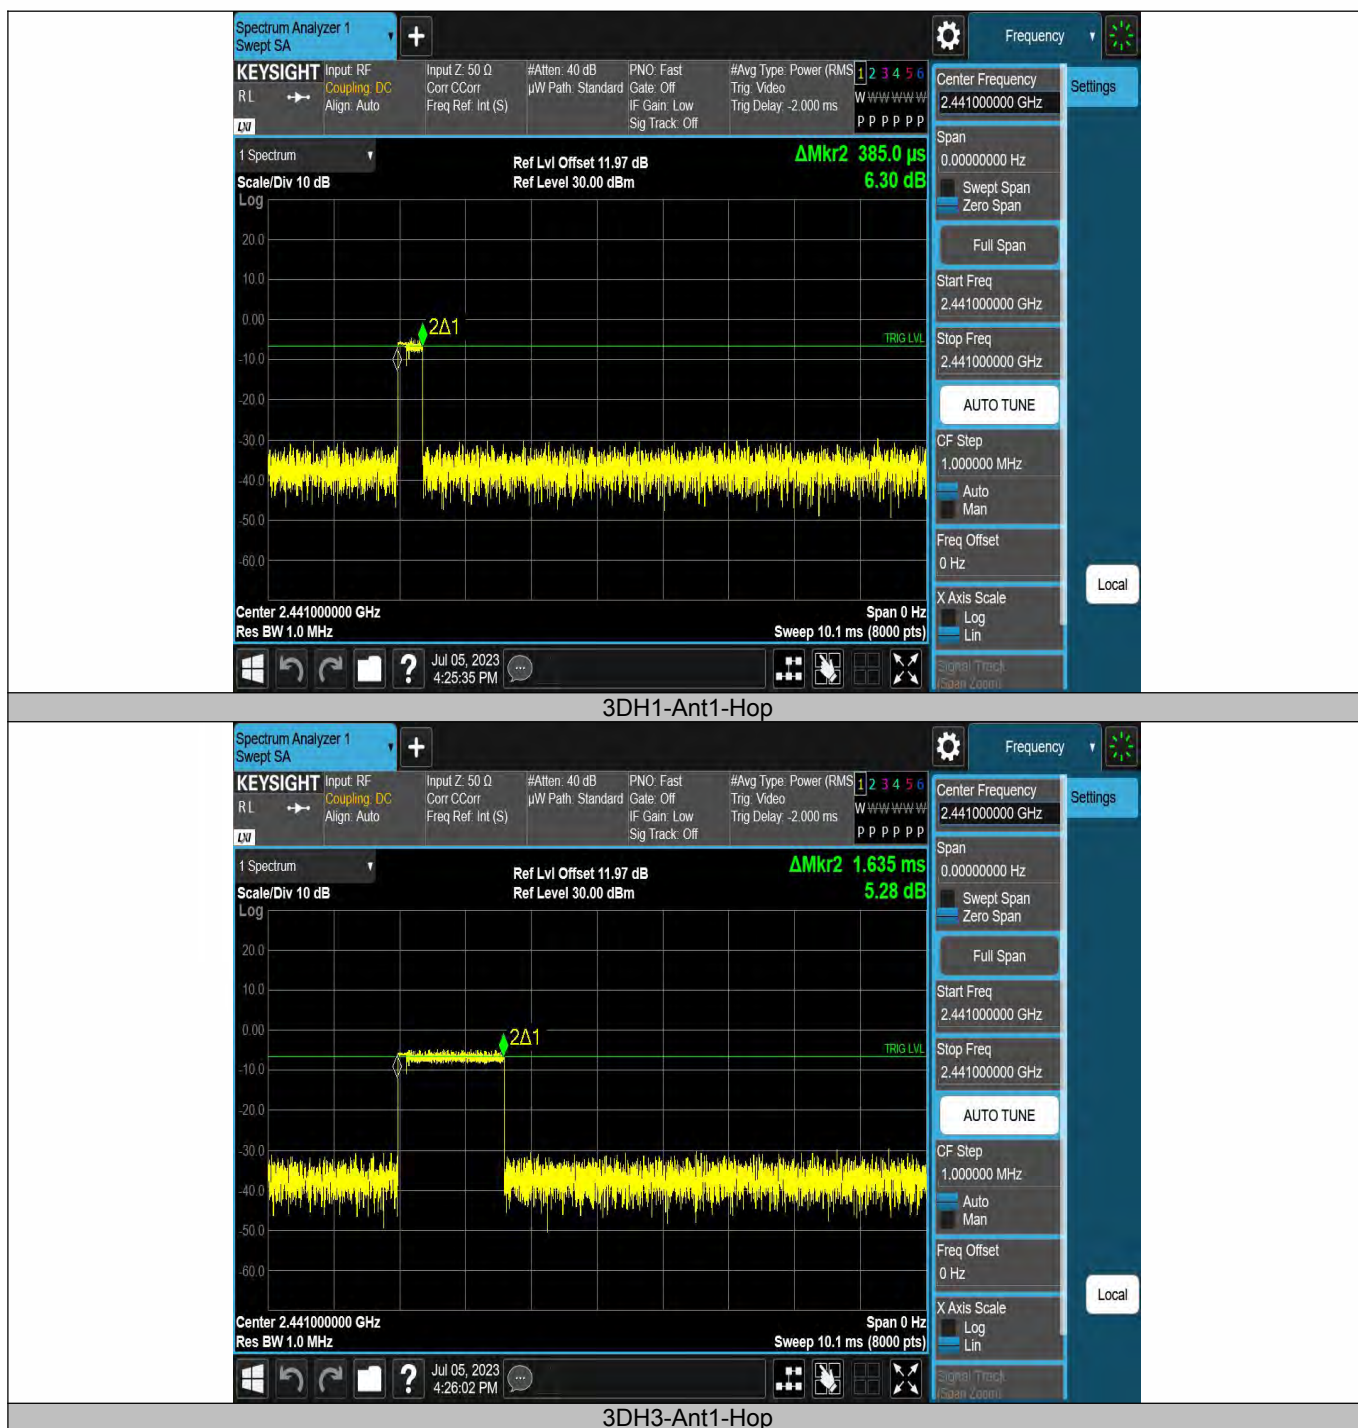 Spectrum Analyzer 1
Swept SA
Frequency
KEYSIGHT
RL
LXI
Input: RF
Coupling: DC
Align: Auto
Input Z: 50 Ω
Corr CCorr
Freq Ref: Int (S)
#Atten: 40 dB
µW Path: Standard
PNO: Fast
Gate: Off
IF Gain: Low
Sig Track: Off
#Avg Type: Power (RMS
Trig: Video
Trig Delay: -2.000 ms
1 2 3 4 5 6
W W W W W W
P P P P P P
Center Frequency
2.441000000 GHz
Settings
1 Spectrum
Scale/Div 10 dB
Log
Ref Lvl Offset 11.97 dB
Ref Level 30.00 dBm
ΔMkr2 385.0 µs
6.30 dB
Span
0.00000000 Hz
Swept Span
Zero Span
Full Span
Start Freq
2.441000000 GHz
Stop Freq
2.441000000 GHz
AUTO TUNE
CF Step
1.000000 MHz
Auto
Man
Freq Offset
0 Hz
X Axis Scale
Log
Lin
Signal Track
(Span Zoom)
Local
20.0
10.0
0.00
-10.0
-20.0
-30.0
-40.0
-50.0
-60.0
2Δ1
TRIG LVL
Center 2.441000000 GHz
Res BW 1.0 MHz
Span 0 Hz
Sweep 10.1 ms (8000 pts)
Jul 05, 2023
4:25:35 PM
3DH1-Ant1-Hop
Spectrum Analyzer 1
Swept SA
Frequency
KEYSIGHT
RL
LXI
Input: RF
Coupling: DC
Align: Auto
Input Z: 50 Ω
Corr CCorr
Freq Ref: Int (S)
#Atten: 40 dB
µW Path: Standard
PNO: Fast
Gate: Off
IF Gain: Low
Sig Track: Off
#Avg Type: Power (RMS
Trig: Video
Trig Delay: -2.000 ms
1 2 3 4 5 6
W W W W W W
P P P P P P
Center Frequency
2.441000000 GHz
Settings
1 Spectrum
Scale/Div 10 dB
Log
Ref Lvl Offset 11.97 dB
Ref Level 30.00 dBm
ΔMkr2 1.635 ms
5.28 dB
Span
0.00000000 Hz
Swept Span
Zero Span
Full Span
Start Freq
2.441000000 GHz
Stop Freq
2.441000000 GHz
AUTO TUNE
CF Step
1.000000 MHz
Auto
Man
Freq Offset
0 Hz
X Axis Scale
Log
Lin
Signal Track
(Span Zoom)
Local
20.0
10.0
0.00
-10.0
-20.0
-30.0
-40.0
-50.0
-60.0
2Δ1
TRIG LVL
Center 2.441000000 GHz
Res BW 1.0 MHz
Span 0 Hz
Sweep 10.1 ms (8000 pts)
Jul 05, 2023
4:26:02 PM
3DH3-Ant1-Hop